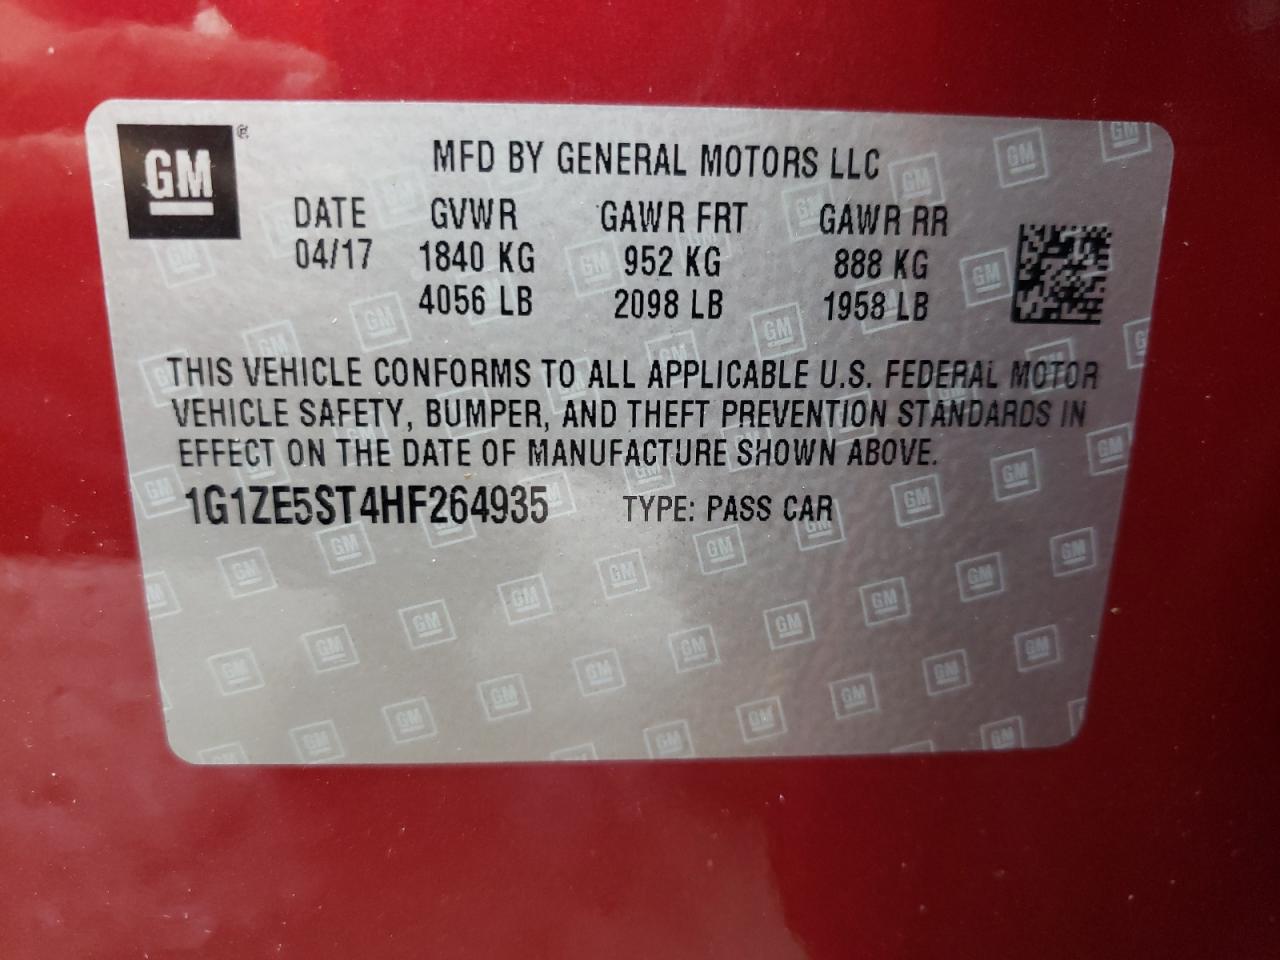 GM
MFD BY GENERAL MOTORS LLC
DATE GVWR GAWR FRT GAWR RR
04/17 1840 KG 952 KG 888 KG
4056 LB 2098 LB 1958 LB
THIS VEHICLE CONFORMS TO ALL APPLICABLE U.S. FEDERAL MOTOR
VEHICLE SAFETY, BUMPER, AND THEFT PREVENTION STANDARDS IN
EFFECT ON THE DATE OF MANUFACTURE SHOWN ABOVE.
1G1ZE5ST4HF264935 TYPE: PASS CAR